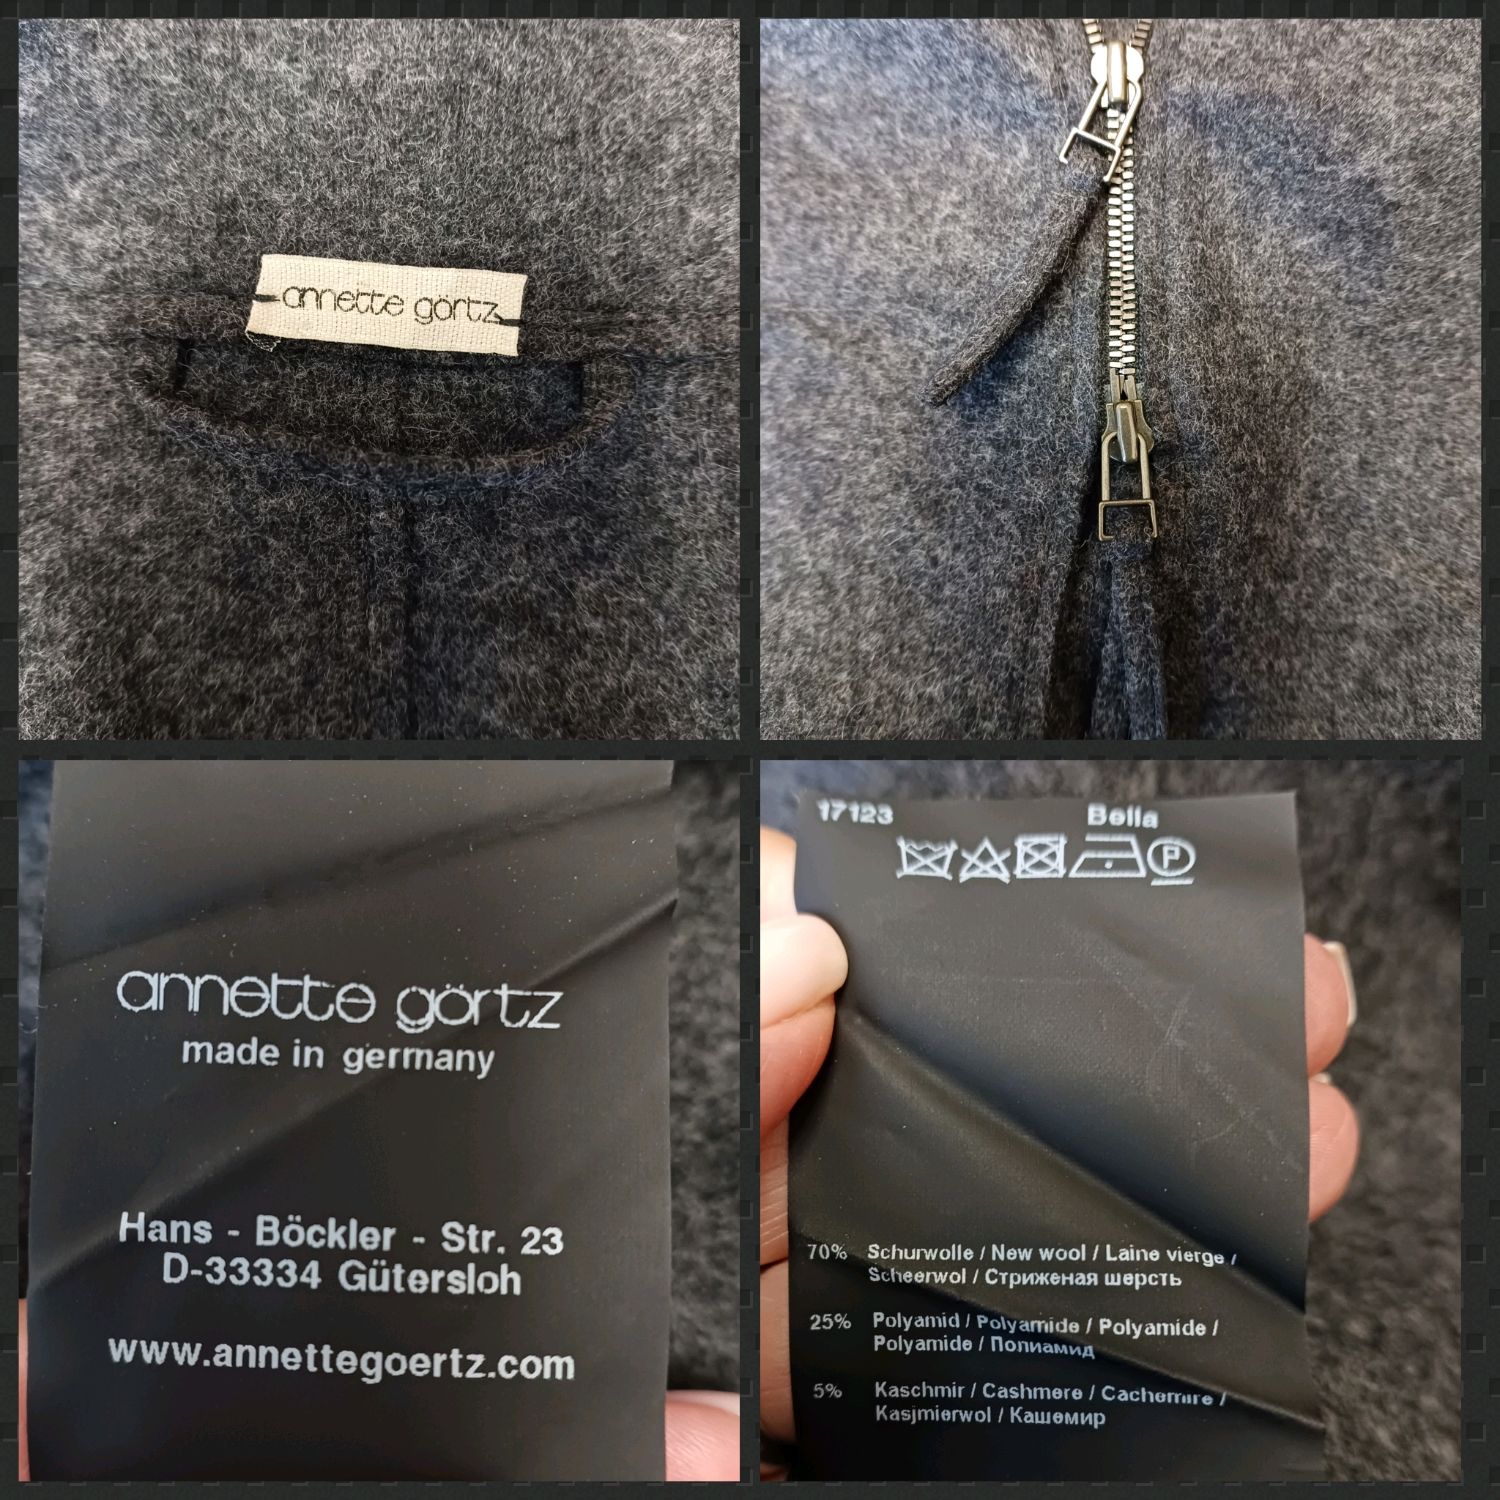 annette görtz
annette görtz
made in germany
Hans - Böckler - Str. 23
D-33334 Gütersloh
www.annettegoertz.com
17123 Bella
P
70% Schurwolle / New wool / Laine vierge /
Scheerwol / Стриженая шерсть
25% Polyamid / Polyamide / Polyamide /
Polyamide / Полиамид
5% Kaschmir / Cashmere / Cachemire /
Kasjmierwol / Кашемир